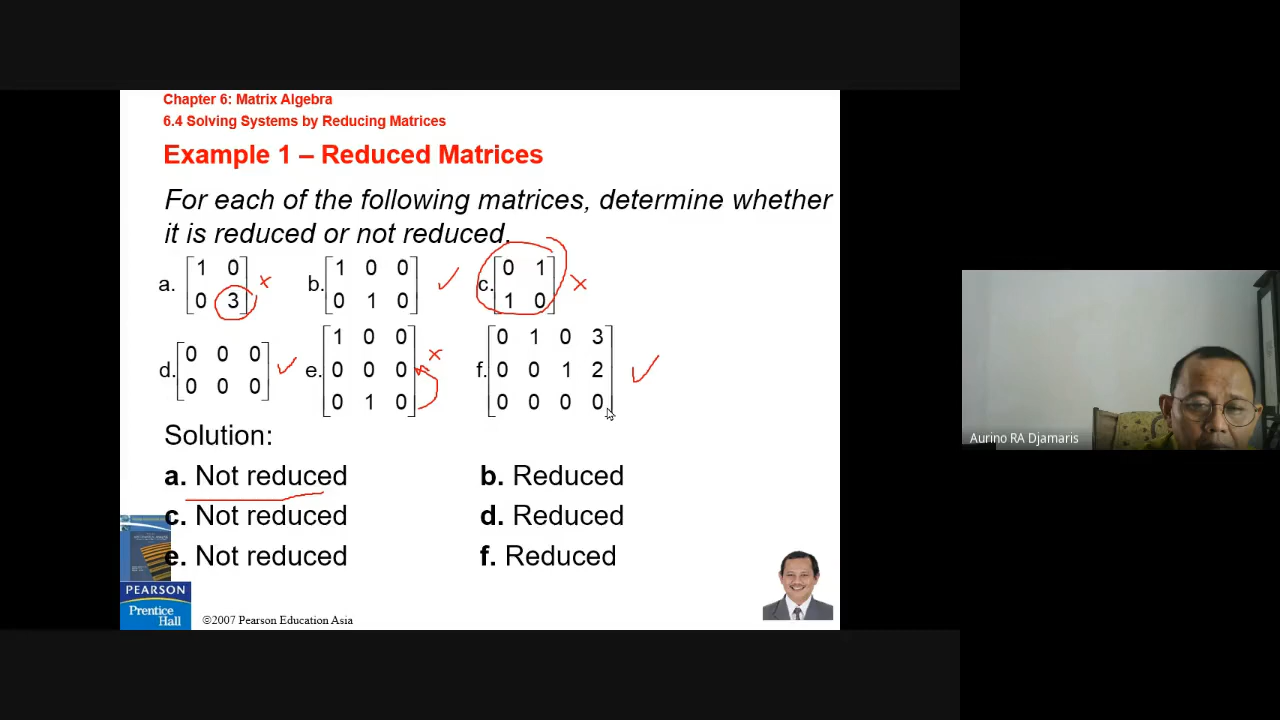 Chapter 6: Matrix Algebra
6.4 Solving Systems by Reducing Matrices
Example 1 – Reduced Matrices
For each of the following matrices, determine whether
it is reduced or not reduced.
a. [1 0
0 3]
b. [1 0 0
0 1 0]
c. [0 1
1 0]
d. [0 0 0
0 0 0]
e. [1 0 0
0 0 0
0 1 0]
f. [0 1 0 3
0 0 1 2
0 0 0 0]
Solution:
a. Not reduced
b. Reduced
c. Not reduced
d. Reduced
e. Not reduced
f. Reduced
PEARSON
Prentice
Hall
©2007 Pearson Education Asia
Aurino RA Djamaris